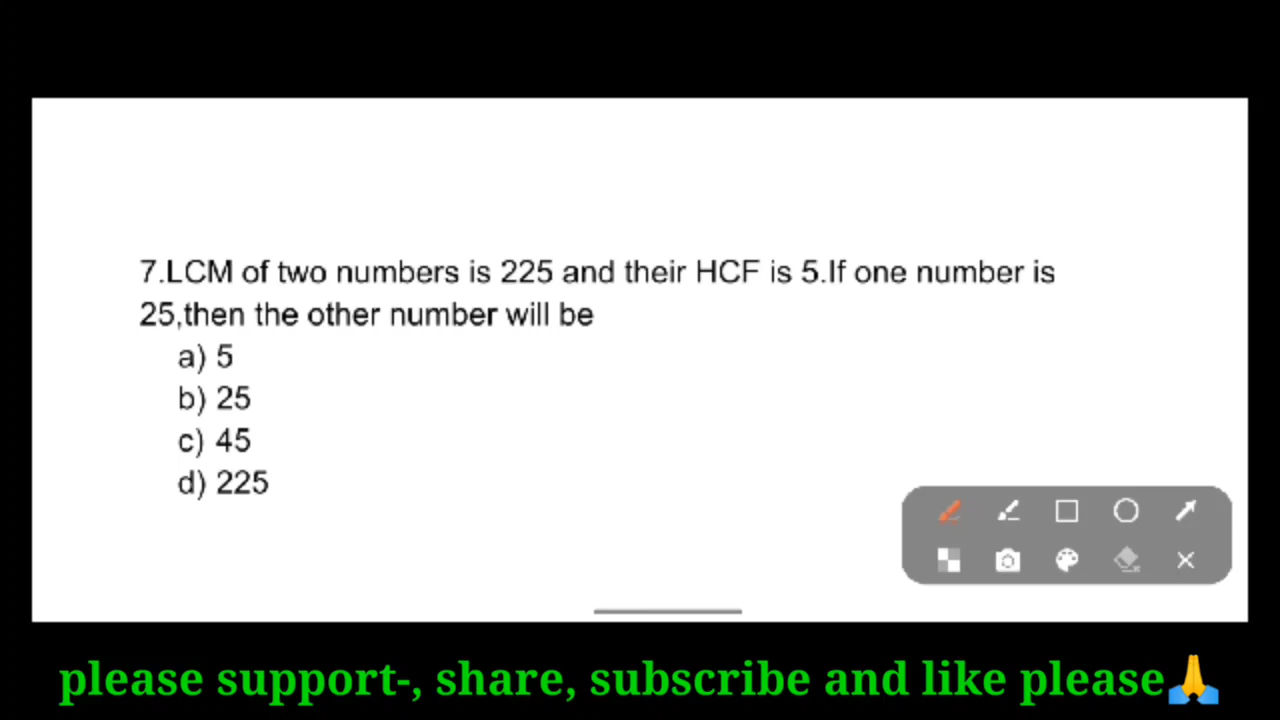 7.LCM of two numbers is 225 and their HCF is 5.If one number is
25,then the other number will be
a) 5
b) 25
c) 45
d) 225
please support-, share, subscribe and like please🙏